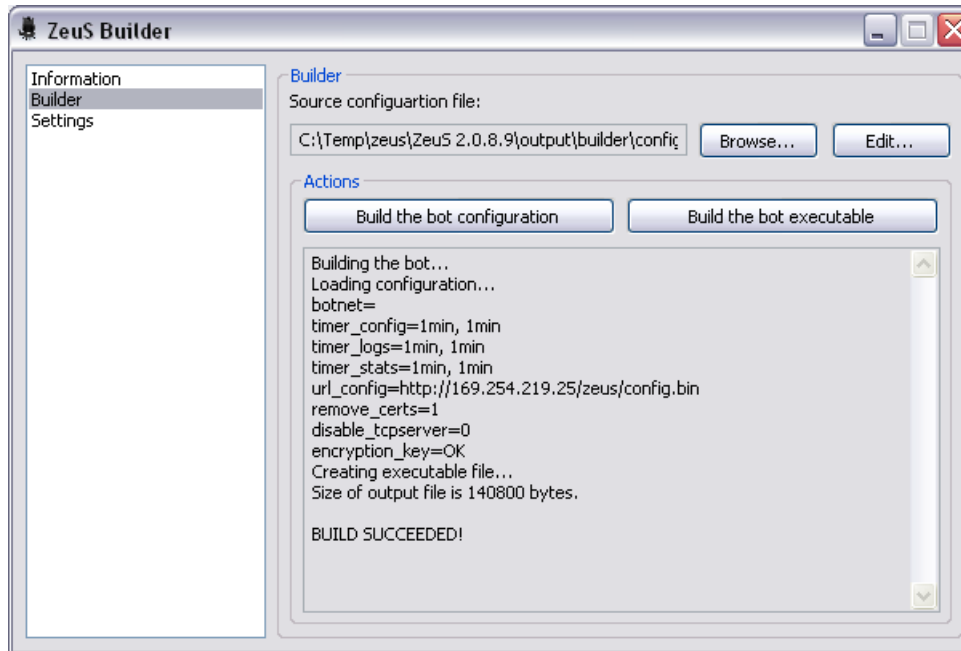 ZeuS Builder
Information
Builder
Settings
Builder
Source configuartion file:
C:\Temp\zeus\ZeuS 2.0.8.9\output\builder\config
Browse...
Edit...
Actions
Build the bot configuration
Build the bot executable
Building the bot...
Loading configuration...
botnet=
timer_config=1min, 1min
timer_logs=1min, 1min
timer_stats=1min, 1min
url_config=http://169.254.219.25/zeus/config.bin
remove_certs=1
disable_tcpserver=0
encryption_key=OK
Creating executable file...
Size of output file is 140800 bytes.
BUILD SUCCEEDED!